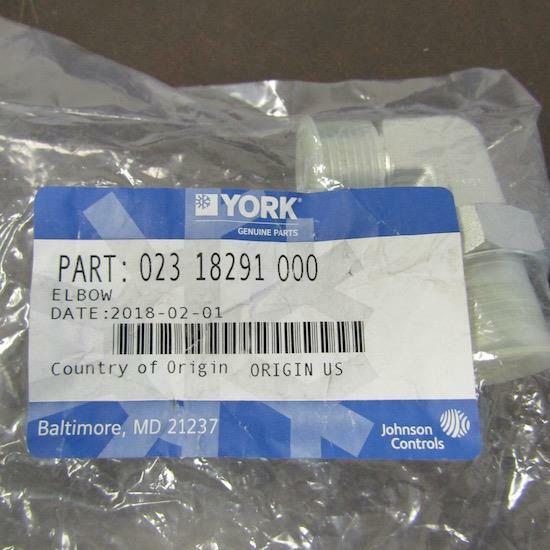 YORK®
GENUINE PARTS
PART: 023 18291 000
ELBOW
DATE:2018-02-01
Country of Origin ORIGIN US
Baltimore, MD 21237
Johnson
Controls